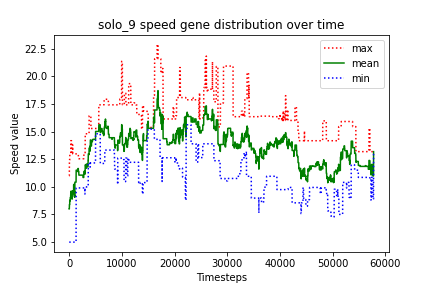 solo_9 speed gene distribution over time
max
mean
min
Speed value
22.5
20.0
17.5
15.0
12.5
10.0
7.5
5.0
0 10000 20000 30000 40000 50000 60000
Timesteps